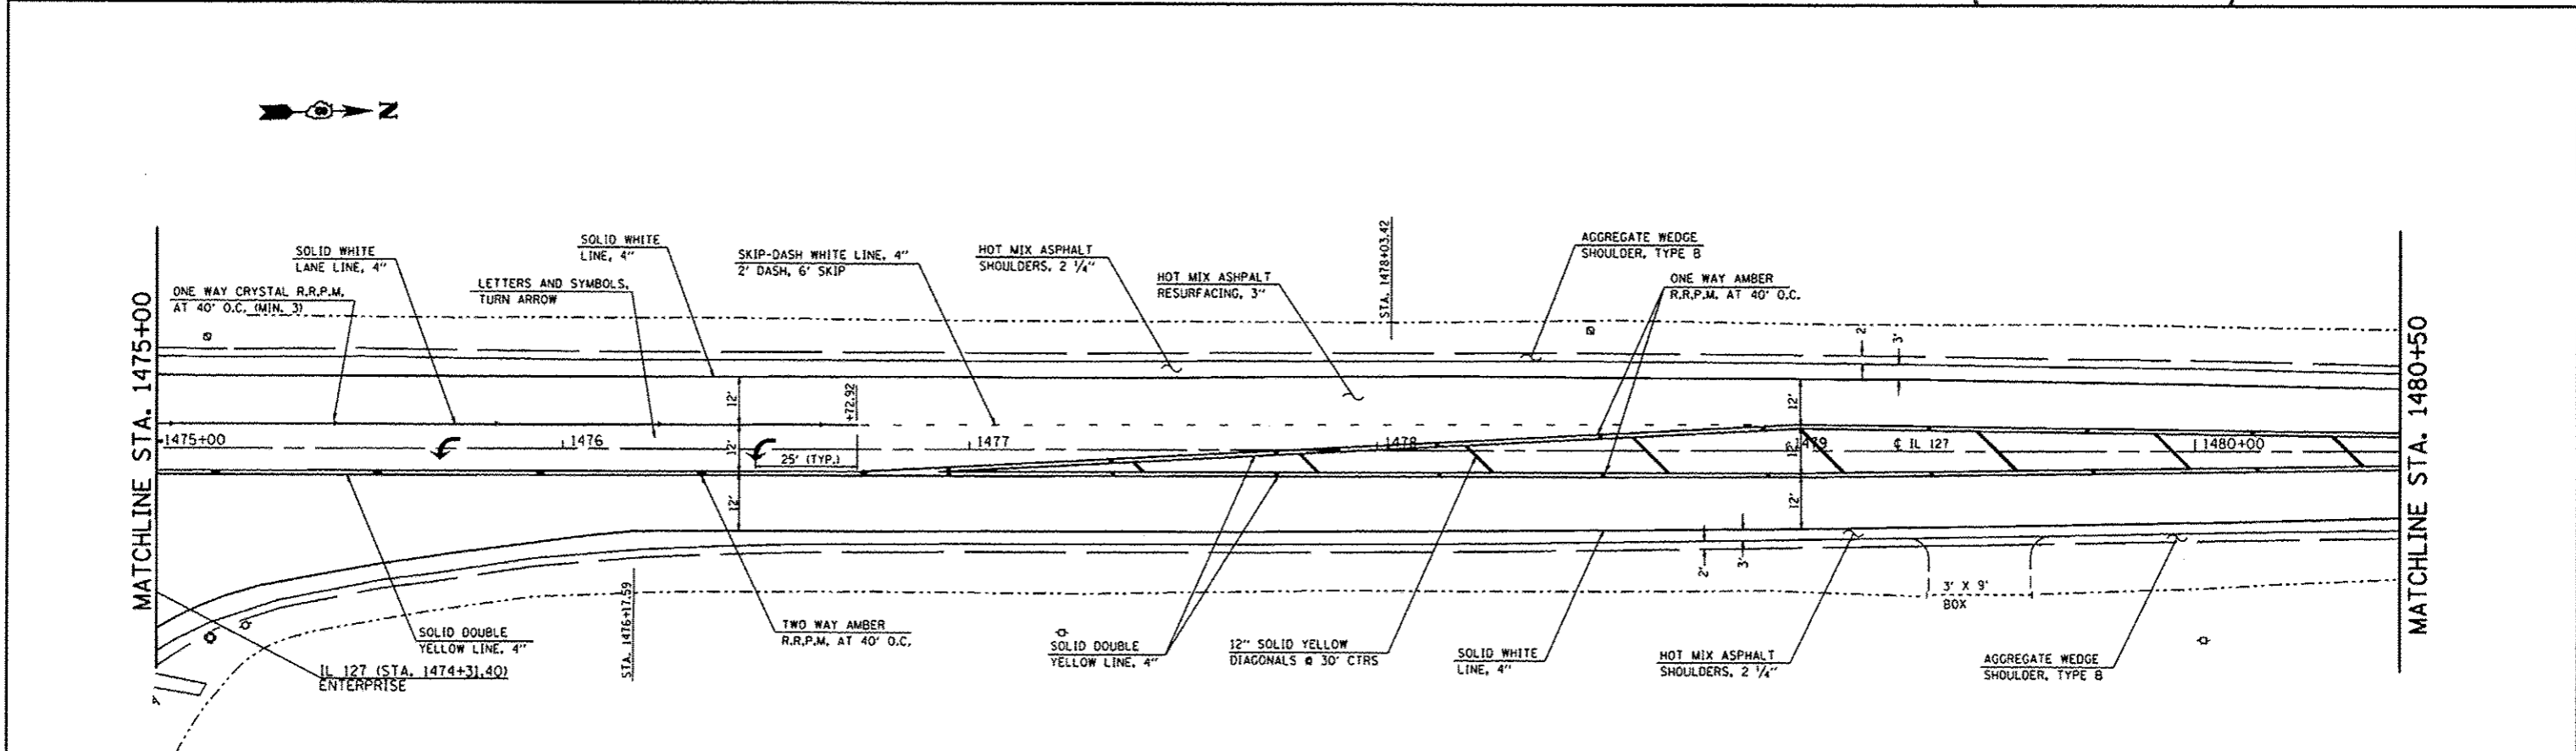 N
SOLID WHITE
LANE LINE, 4"
SOLID WHITE
LINE, 4"
SKIP-DASH WHITE LINE, 4"
2' DASH, 6' SKIP
HOT MIX ASPHALT
SHOULDERS, 2 1/4"
STA. 1478+03.42
AGGREGATE WEDGE
SHOULDER, TYPE B
ONE WAY CRYSTAL R.R.P.M.
AT 40' O.C. (MIN. 3)
LETTERS AND SYMBOLS,
TURN ARROW
HOT MIX ASHPALT
RESURFACING, 3"
ONE WAY AMBER
R.R.P.M. AT 40' O.C.
MATCHLINE STA. 1475+00
MATCHLINE STA. 1480+50
2'
3'
12'
12'
12'
+72.92
12'
12'
12'
1475+00
1476
1477
1478
1479
℄ IL 127
1480+00
25' (TYP.)
2'
3'
3' X 9'
BOX
STA. 1476+17.59
SOLID DOUBLE
YELLOW LINE, 4"
TWO WAY AMBER
R.R.P.M. AT 40' O.C.
SOLID DOUBLE
YELLOW LINE, 4"
12" SOLID YELLOW
DIAGONALS @ 30' CTRS
SOLID WHITE
LINE, 4"
HOT MIX ASPHALT
SHOULDERS, 2 1/4"
AGGREGATE WEDGE
SHOULDER, TYPE B
IL 127 (STA. 1474+31.40)
ENTERPRISE